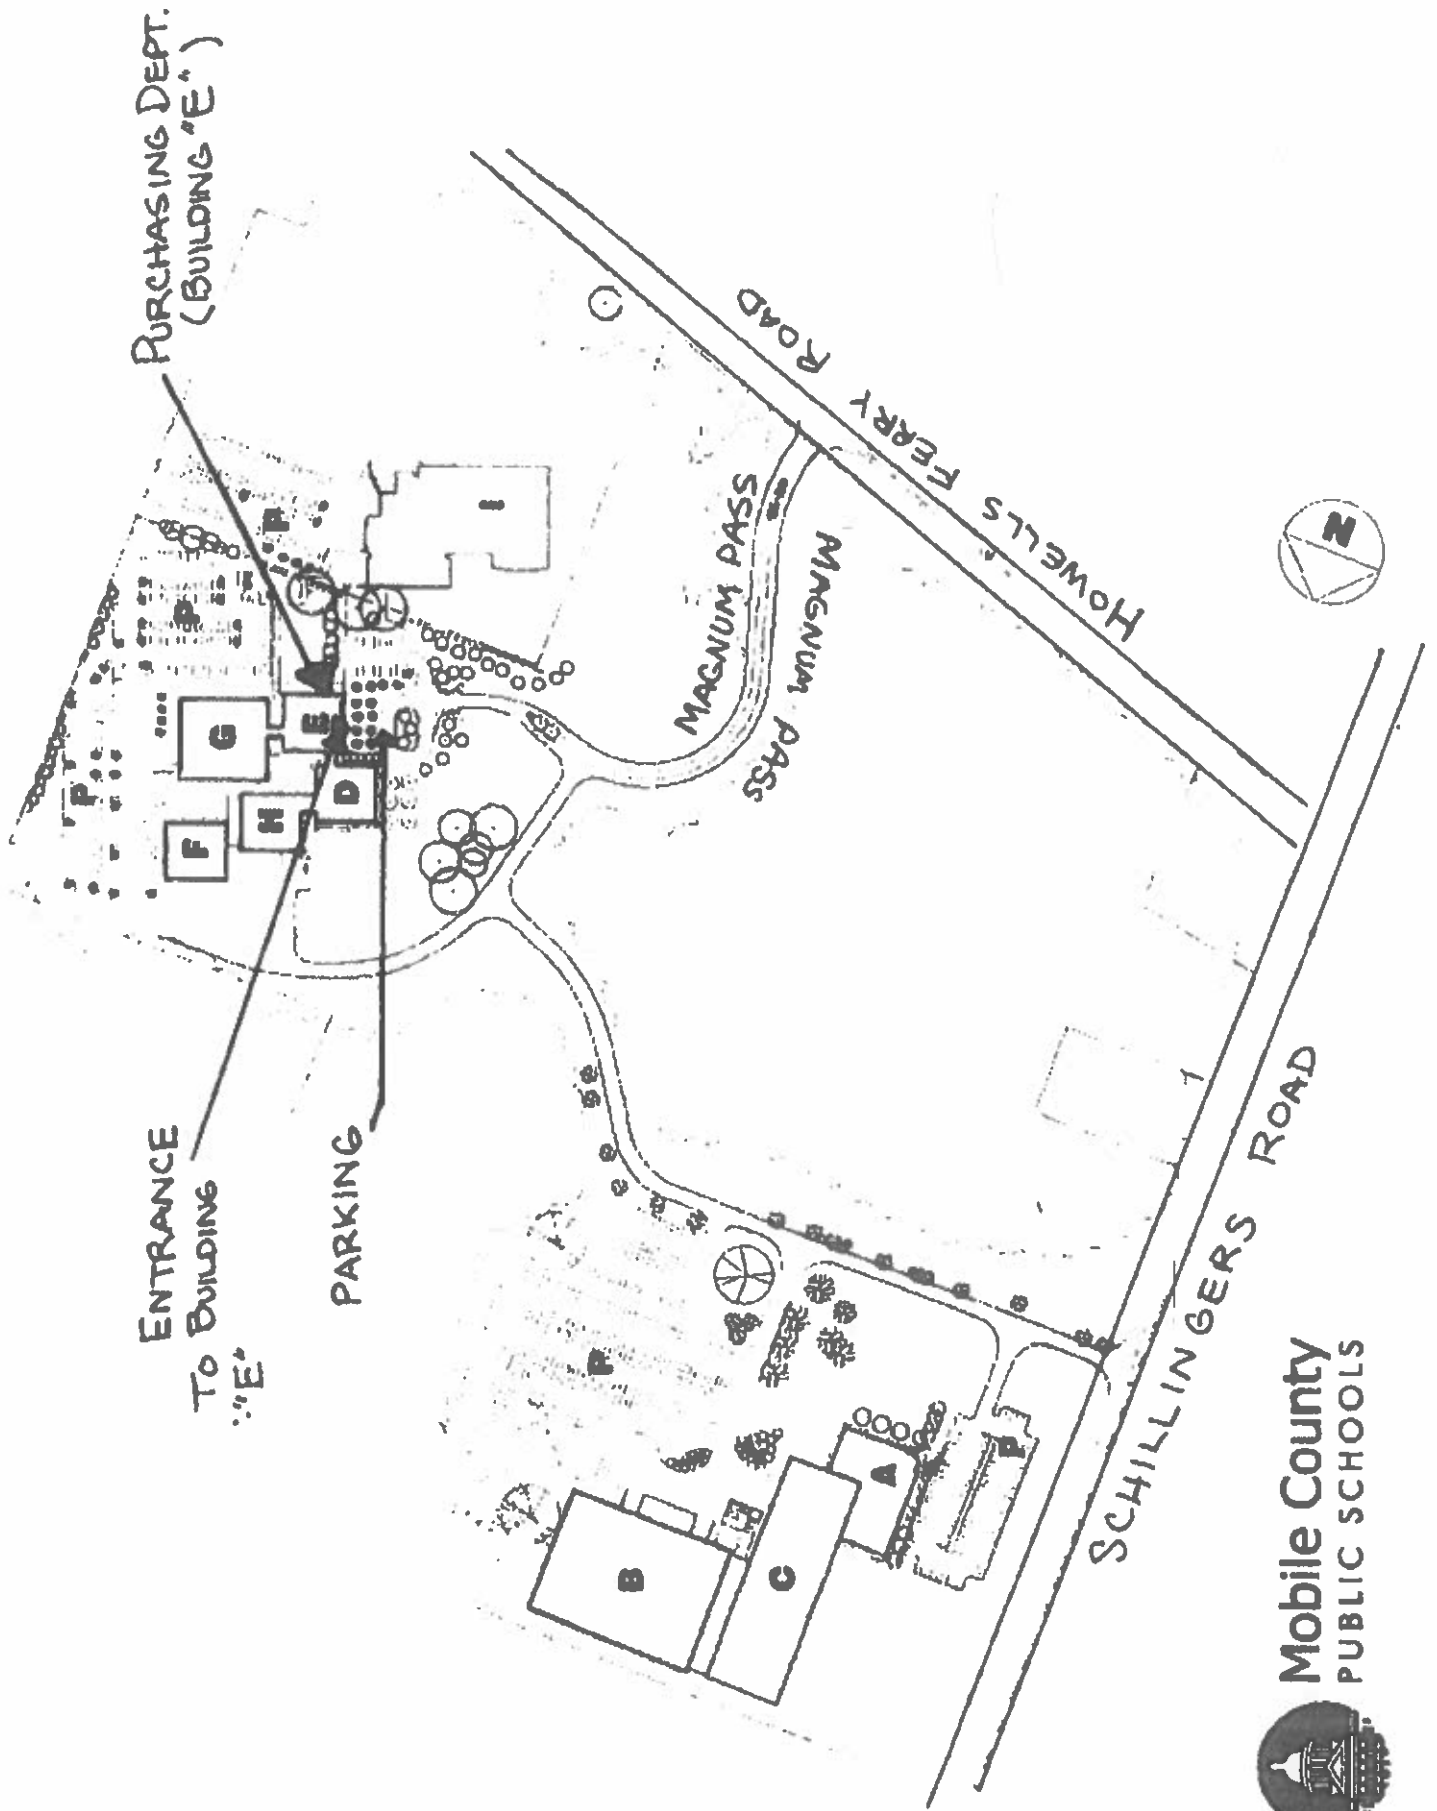 PURCHASING DEPT.
(BUILDING "E")
ENTRANCE
TO BUILDING
"E"
PARKING
MAGNUM PASS
MAGNUM PASS
HOWELLS FERRY ROAD
SCHILLINGERS ROAD
N
P
P
P
P
P
G
E
F
H
D
I
B
C
A
Mobile County
PUBLIC SCHOOLS